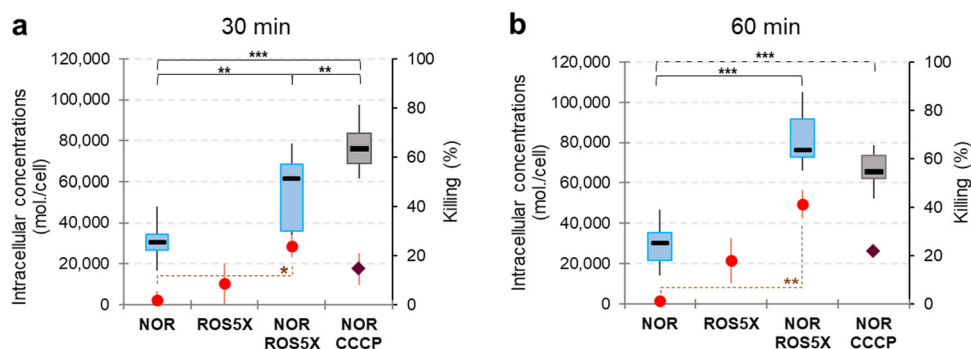 a
30 min
Intracellular concentrations
(mol./cell)
120,000
100,000
80,000
60,000
40,000
20,000
0
***
**
**
*
100
80
60
40
20
0
Killing (%)
NOR
ROS5X
NOR
ROS5X
NOR
CCCP
b
60 min
Intracellular concentrations
(mol./cell)
120,000
100,000
80,000
60,000
40,000
20,000
0
***
***
**
100
80
60
40
20
0
Killing (%)
NOR
ROS5X
NOR
ROS5X
NOR
CCCP